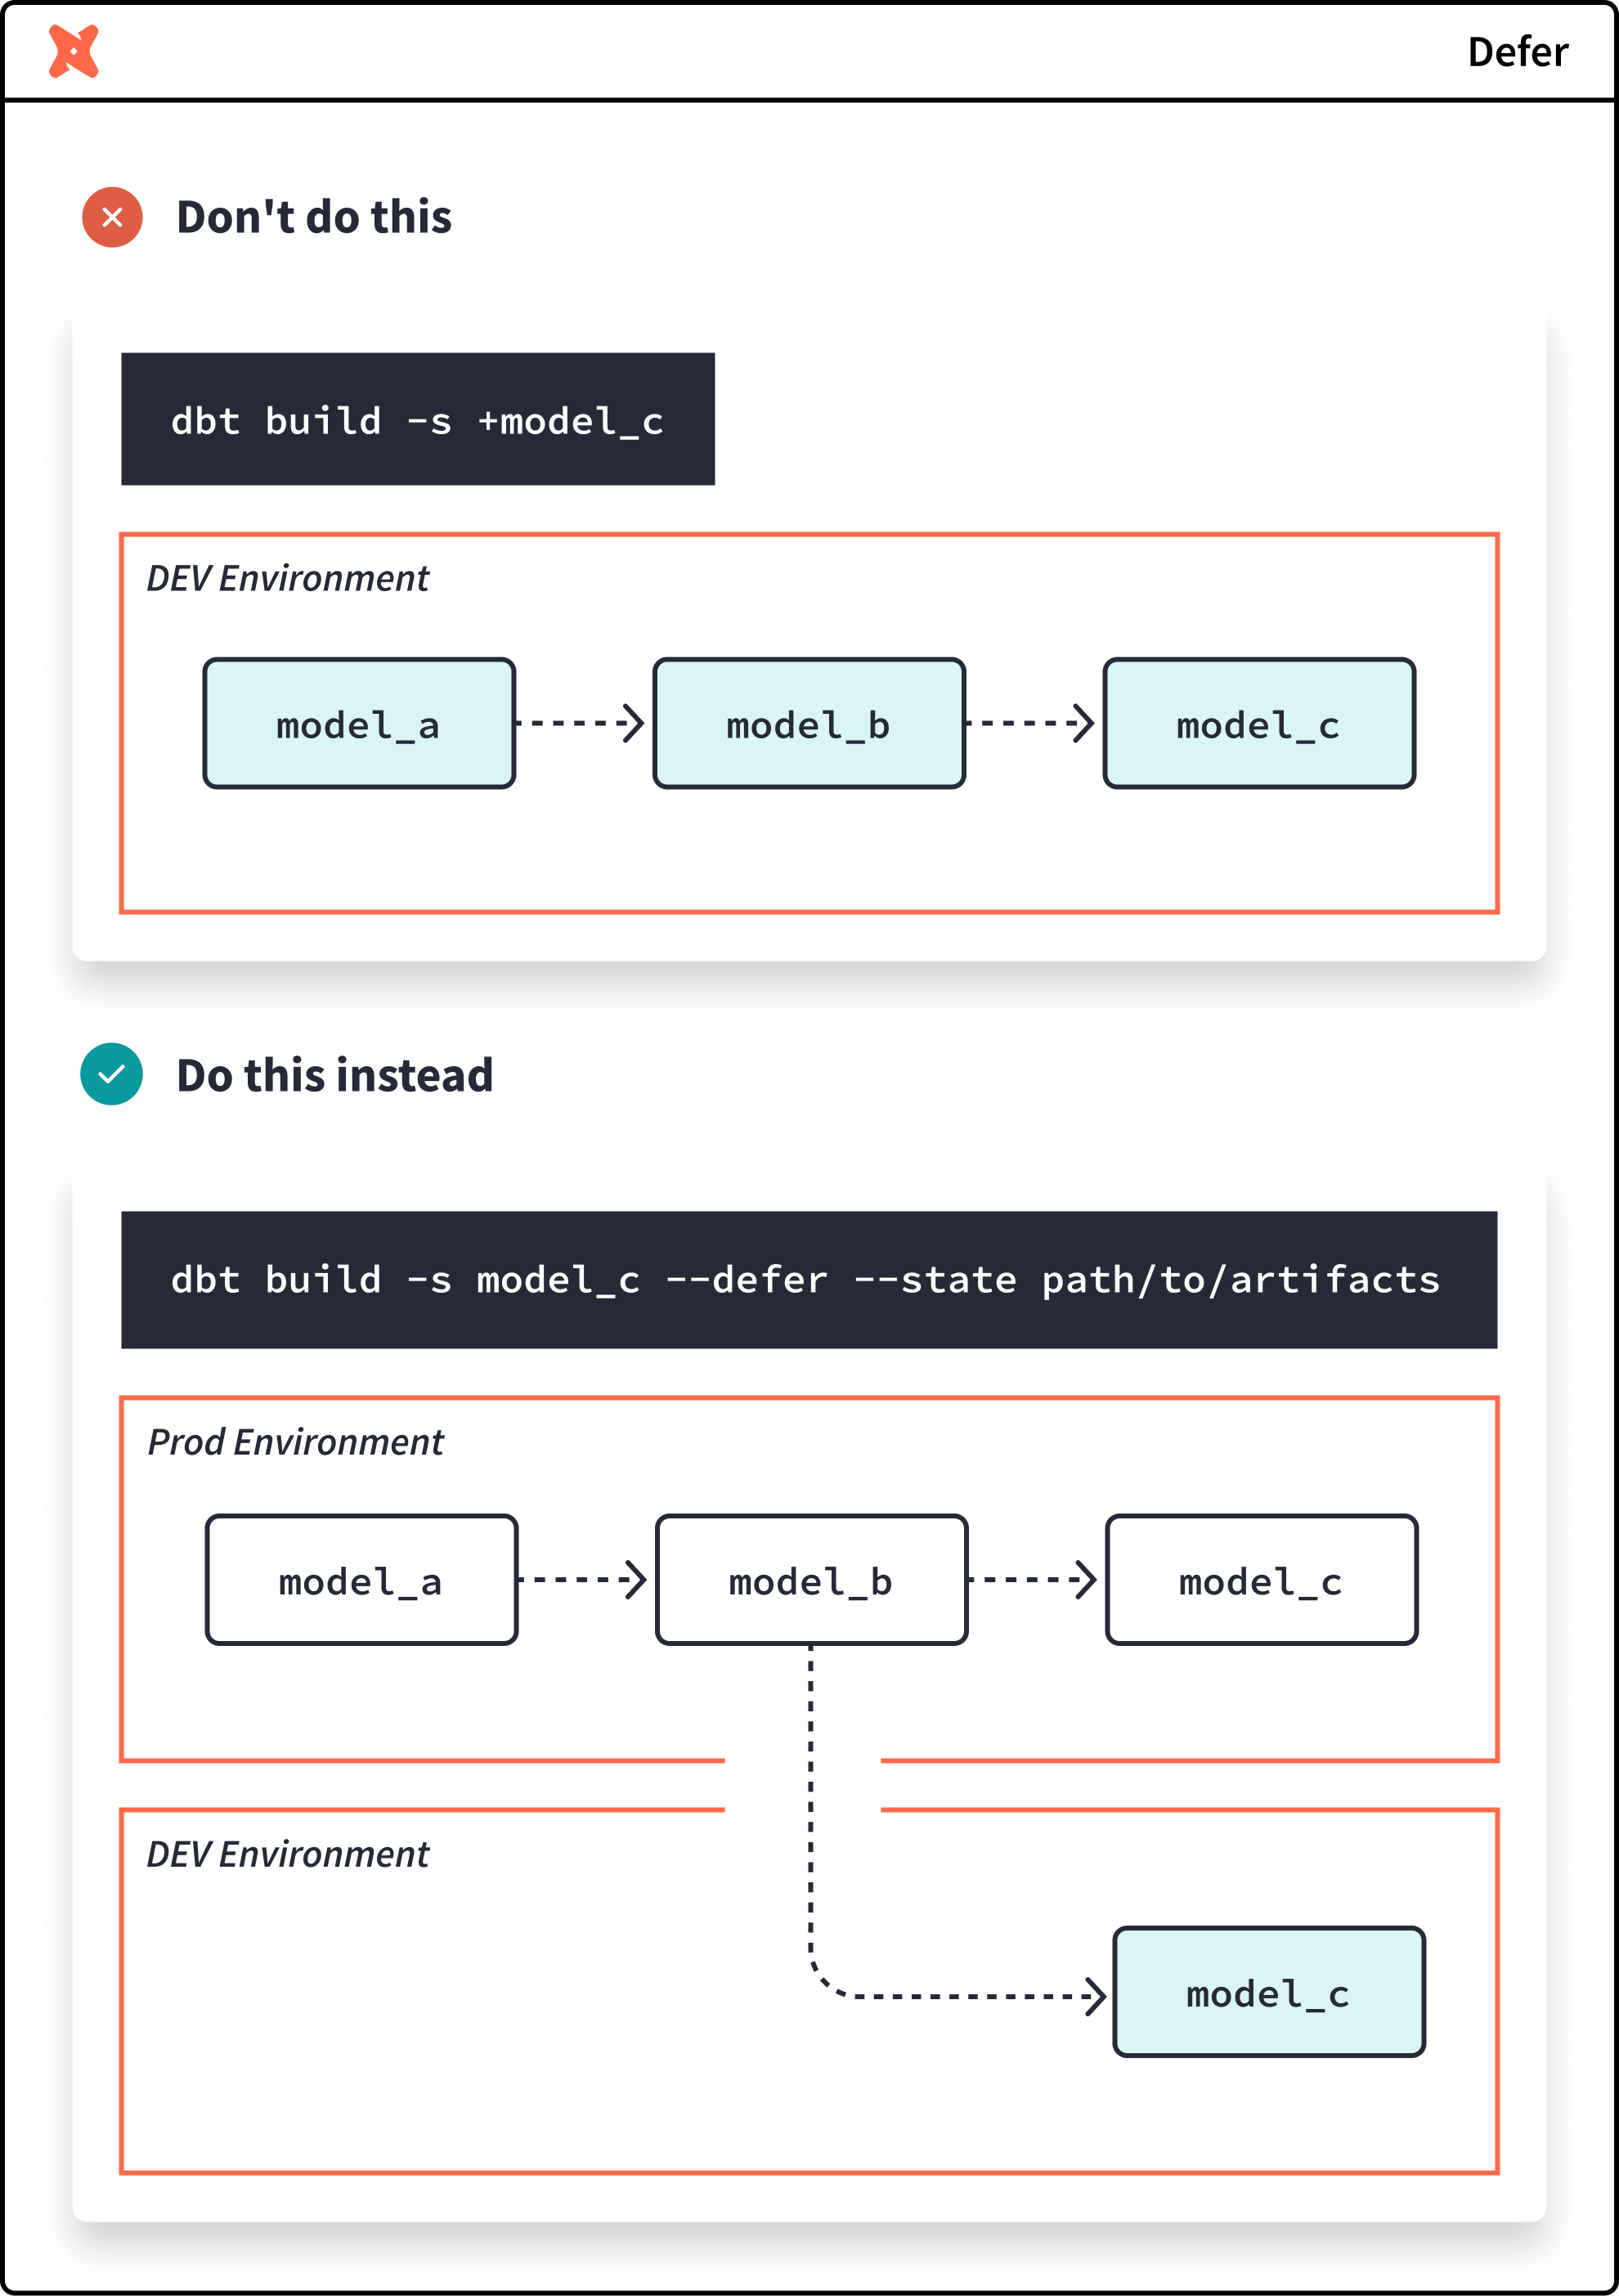 Defer
Don't do this
dbt build -s +model_c
DEV Environment
model_a
model_b
model_c
Do this instead
dbt build -s model_c --defer --state path/to/artifacts
Prod Environment
model_a
model_b
model_c
DEV Environment
model_c